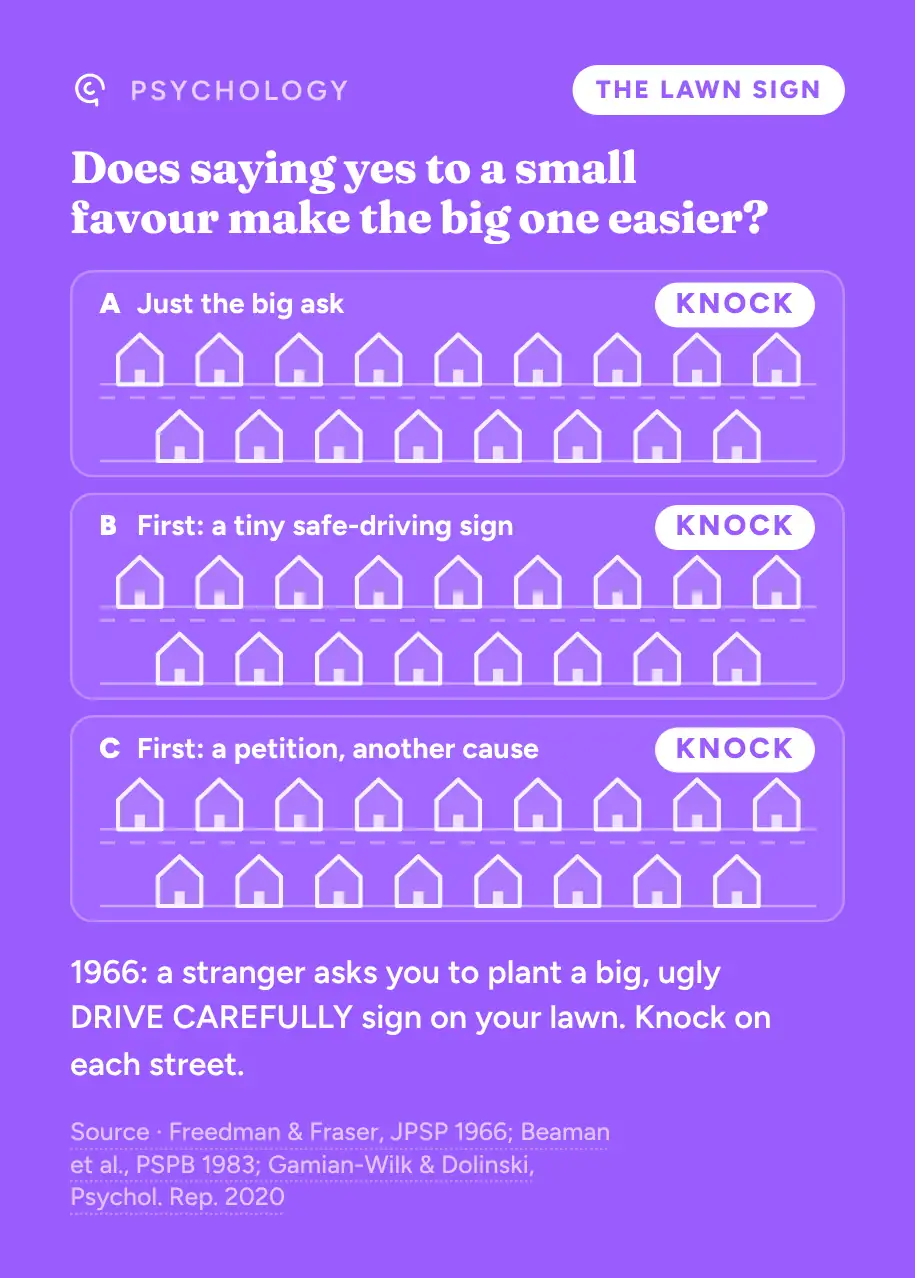 PSYCHOLOGY
THE LAWN SIGN
Does saying yes to a small
favour make the big one easier?
A Just the big ask
KNOCK
B First: a tiny safe-driving sign
KNOCK
C First: a petition, another cause
KNOCK
1966: a stranger asks you to plant a big, ugly
DRIVE CAREFULLY sign on your lawn. Knock on
each street.
Source · Freedman & Fraser, JPSP 1966; Beaman
et al., PSPB 1983; Gamian-Wilk & Dolinski,
Psychol. Rep. 2020